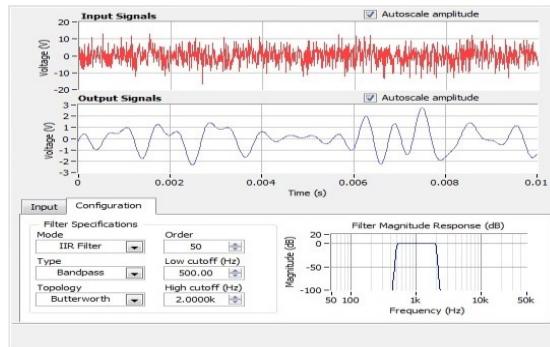 Input Signals
Autoscale amplitude
Voltage (V)
20
10
0
-10
-20
Output Signals
Autoscale amplitude
Voltage (V)
3
2
1
0
-1
-2
-3
0 0.002 0.004 0.006 0.008 0.01
Time (s)
Input Configuration
Filter Specifications
Mode Order
IIR Filter 50
Type Low cutoff (Hz)
Bandpass 500.00
Topology High cutoff (Hz)
Butterworth 2.0000k
Filter Magnitude Response (dB)
Magnitude (dB)
20
0
-50
-100
50 100 1k 10k 50k
Frequency (Hz)